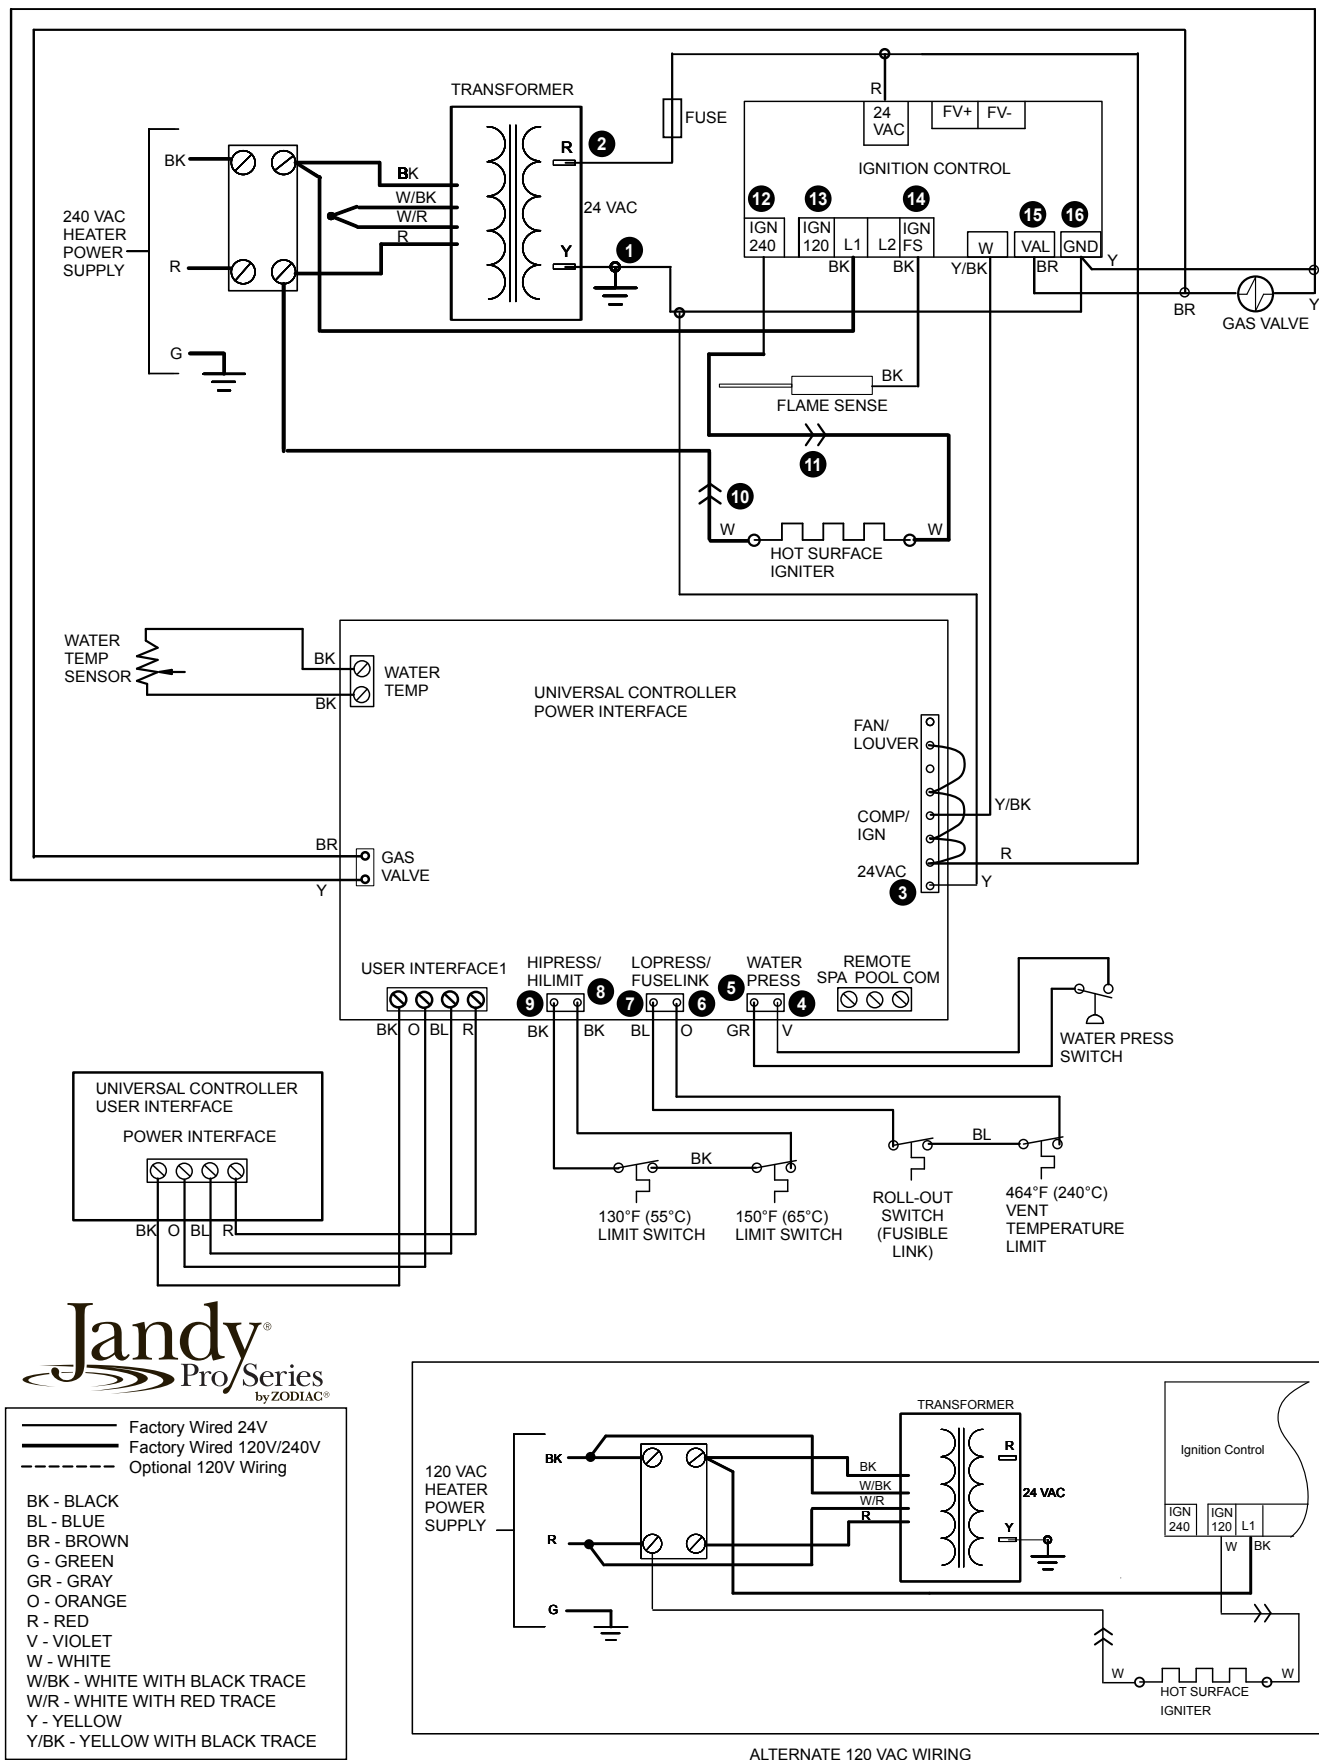 TRANSFORMER
R
24
VAC
FV+ FV-
FUSE
IGNITION CONTROL
BK
BK
R
2
W/BK
W/R
24 VAC
R
Y
1
240 VAC
HEATER
POWER
SUPPLY
R
G
12
13
14
15
16
IGN
240
IGN
120
L1
L2
IGN
FS
W
VAL
GND
BK
BK
Y/BK
BR
Y
BR
Y
GAS VALVE
BK
FLAME SENSE
11
10
W
W
HOT SURFACE
IGNITER
WATER
TEMP
SENSOR
BK
BK
WATER
TEMP
UNIVERSAL CONTROLLER
POWER INTERFACE
FAN/
LOUVER
COMP/
IGN
Y/BK
24VAC
R
Y
3
BR
Y
GAS
VALVE
USER INTERFACE1
HIPRESS/
HILIMIT
LOPRESS/
FUSELINK
WATER
PRESS
REMOTE
SPA POOL COM
9
8
7
6
5
4
BK
O
BL
R
BK
BK
BL
O
GR
V
WATER PRESS
SWITCH
UNIVERSAL CONTROLLER
USER INTERFACE
POWER INTERFACE
BK
O
BL
R
BK
BL
130°F (55°C)
LIMIT SWITCH
150°F (65°C)
LIMIT SWITCH
ROLL-OUT
SWITCH
(FUSIBLE
LINK)
464°F (240°C)
VENT
TEMPERATURE
LIMIT
Jandy®
Pro Series
by ZODIAC®
Factory Wired 24V
Factory Wired 120V/240V
Optional 120V Wiring
BK - BLACK
BL - BLUE
BR - BROWN
G - GREEN
GR - GRAY
O - ORANGE
R - RED
V - VIOLET
W - WHITE
W/BK - WHITE WITH BLACK TRACE
W/R - WHITE WITH RED TRACE
Y - YELLOW
Y/BK - YELLOW WITH BLACK TRACE
120 VAC
HEATER
POWER
SUPPLY
BK
R
G
TRANSFORMER
BK
W/BK
W/R
R
R
24 VAC
Y
Ignition Control
IGN
240
IGN
120
L1
W
BK
W
W
HOT SURFACE
IGNITER
ALTERNATE 120 VAC WIRING